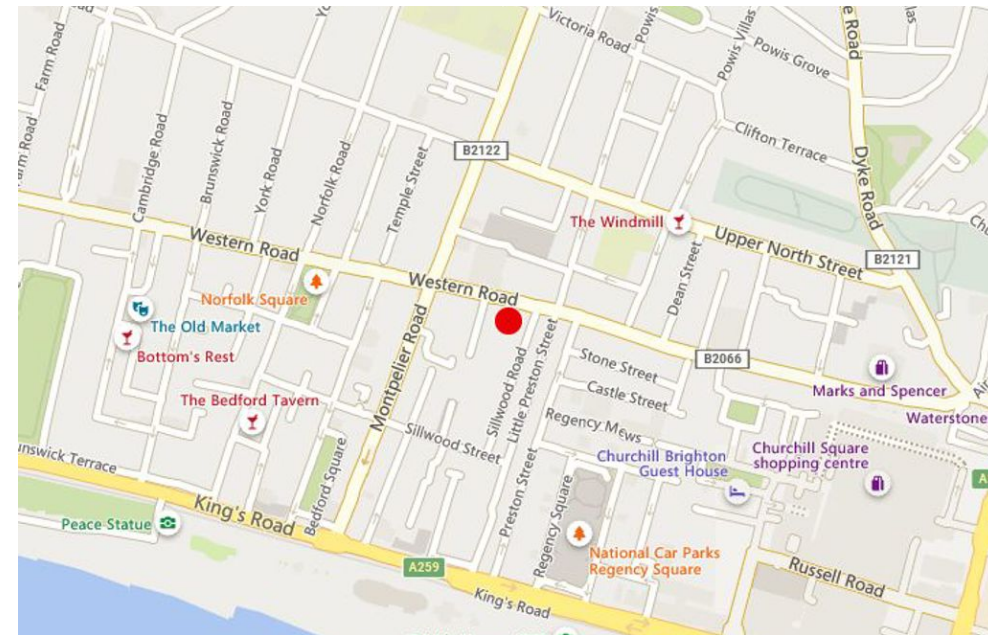 Farm Road
Victoria Road
Powis
Powis Villas
Powis Grove
Road
Farm Road
Cambridge Road
Brunswick Road
York Road
Norfolk Road
Temple Street
B2122
Clifton Terrace
Dyke Road
The Windmill
Upper North Street
B2121
Western Road
Western Road
Norfolk Square
Dean Street
The Old Market
Bottom's Rest
Montpelier Road
Sillwood Road
Little Preston Street
Stone Street
B2066
Castle Street
Marks and Spencer
The Bedford Tavern
Waterstone
Sillwood Street
Regency Mews
Churchill Brighton
Guest House
Churchill Square
shopping centre
Terrace
Bedford Square
Preston Street
Regency Square
King's Road
Peace Statue
National Car Parks
Regency Square
A259
Russell Road
King's Road